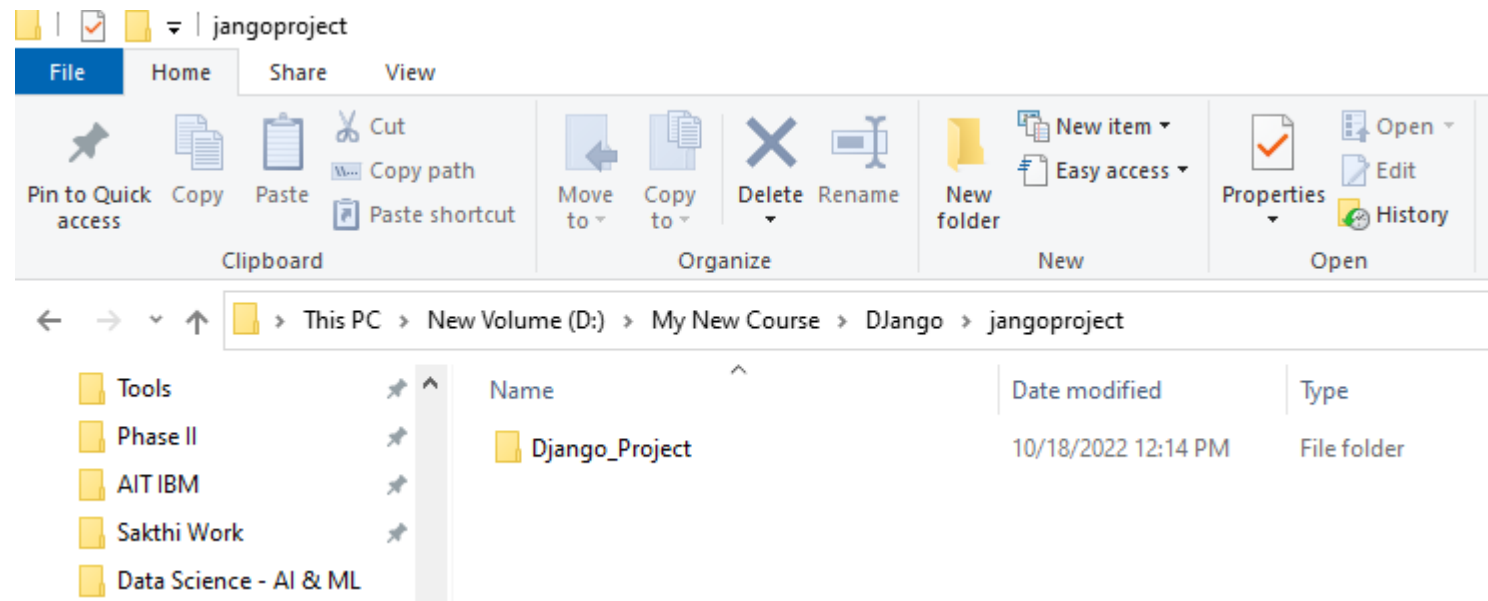 jangoproject
File Home Share View
Pin to Quick access
Copy
Paste
Cut
Copy path
Paste shortcut
Clipboard
Move to
Copy to
Delete
Rename
Organize
New folder
New item
Easy access
New
Properties
Open
Edit
History
Open
This PC > New Volume (D:) > My New Course > DJango > jangoproject
Tools
Phase II
AIT IBM
Sakthi Work
Data Science - AI & ML
Name Date modified Type
Django_Project 10/18/2022 12:14 PM File folder